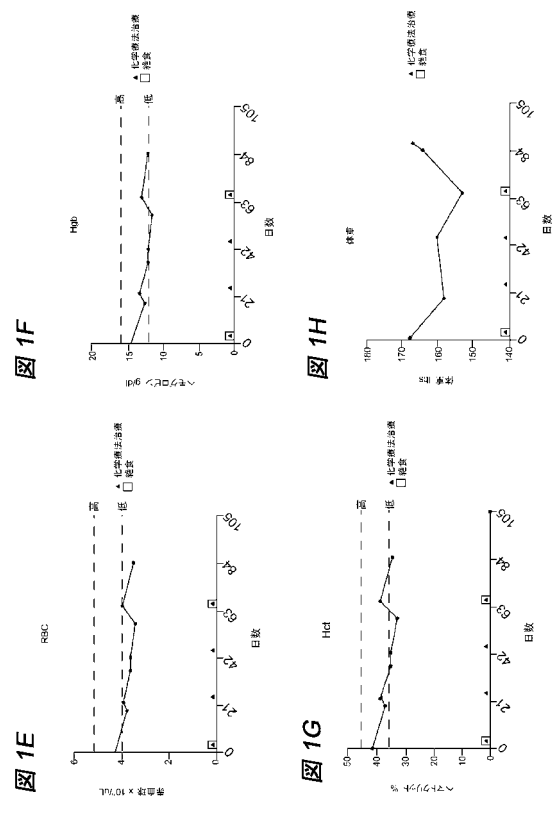 図 1E
RBC
▲ 化学療法治療
□ 絶食
高
低
6
4
2
0
赤血球 x 10⁶/uL
0 21 42 63 84 105
日数
図 1F
Hgb
▲ 化学療法治療
□ 絶食
高
低
20
15
10
5
0
ヘモグロビン g/dl
0 21 42 63 84 105
日数
図 1G
Hct
▲ 化学療法治療
□ 絶食
高
低
50
40
30
20
10
0
ヘマトクリット %
0 21 42 63 84 105
日数
図 1H
体重
▲ 化学療法治療
□ 絶食
180
170
160
150
140
体重 lbs
0 21 42 63 84 105
日数